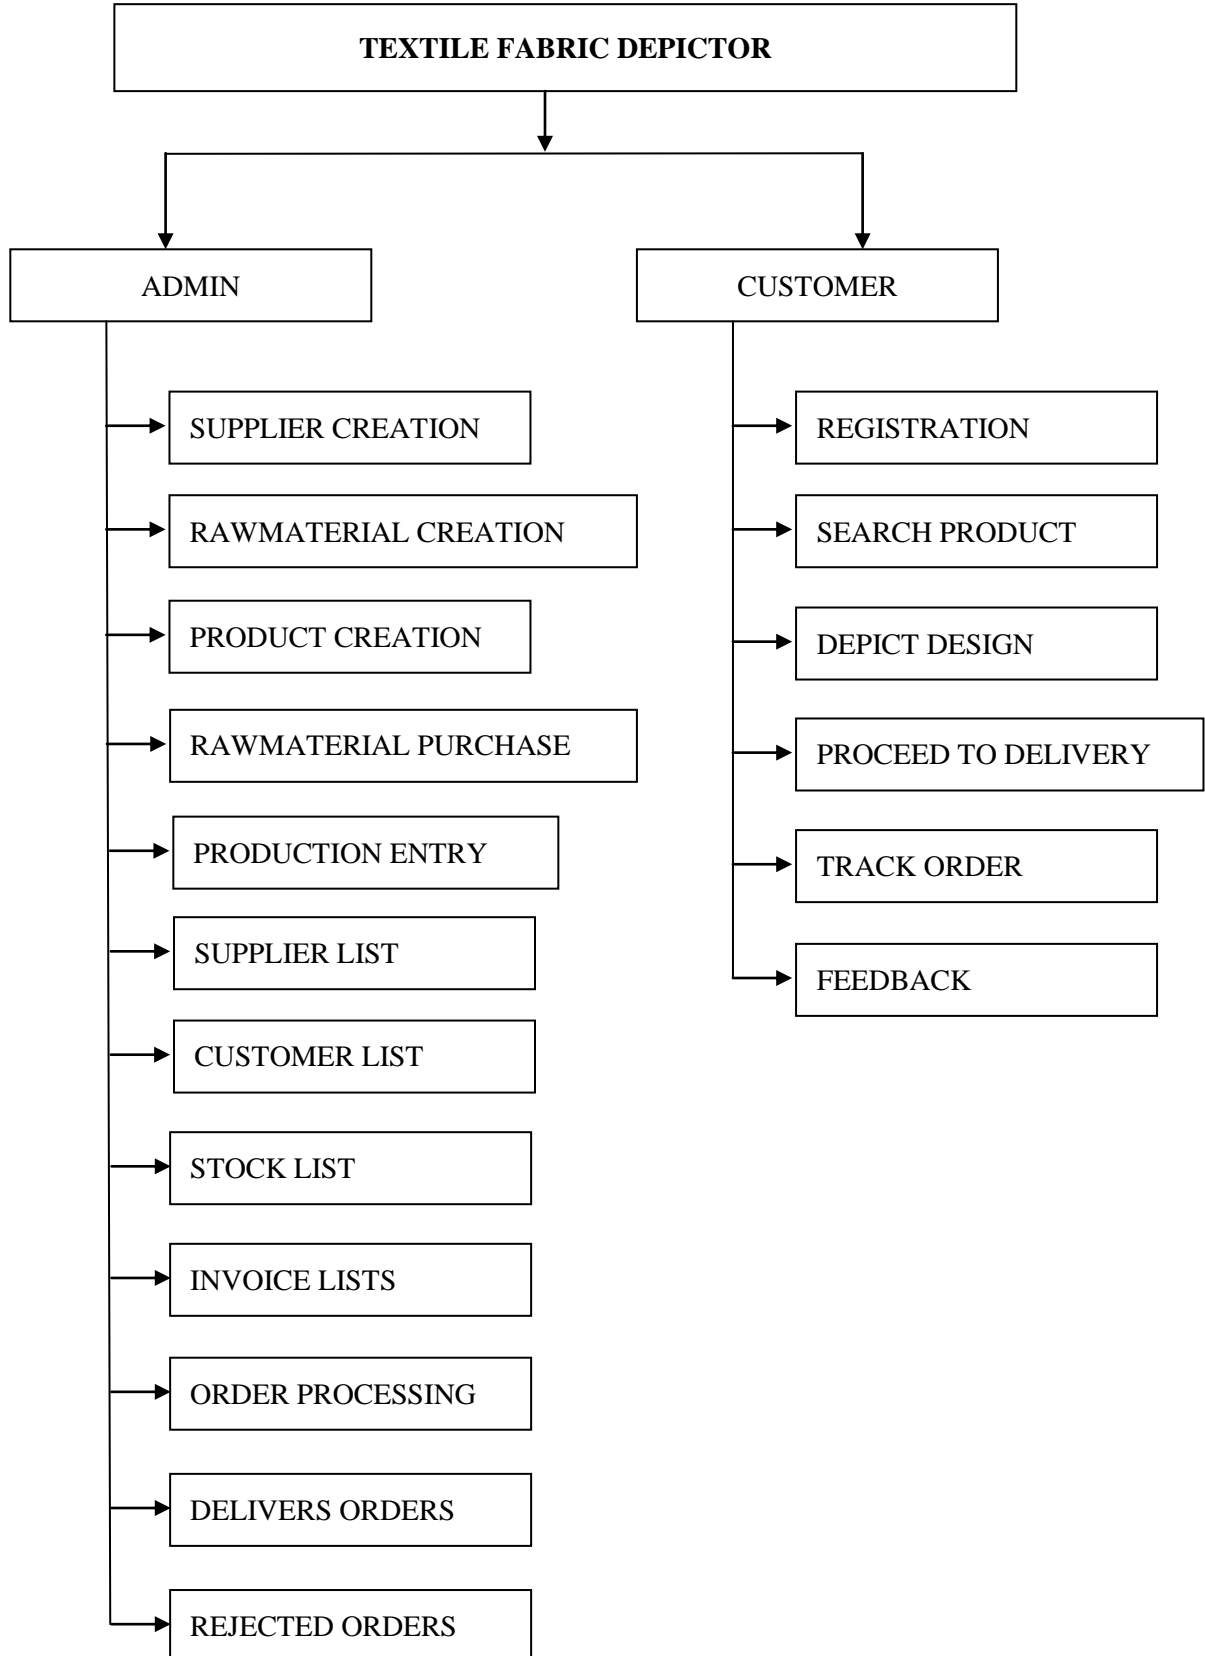 TEXTILE FABRIC DEPICTOR
ADMIN
SUPPLIER CREATION
RAWMATERIAL CREATION
PRODUCT CREATION
RAWMATERIAL PURCHASE
PRODUCTION ENTRY
SUPPLIER LIST
CUSTOMER LIST
STOCK LIST
INVOICE LISTS
ORDER PROCESSING
DELIVERS ORDERS
REJECTED ORDERS
CUSTOMER
REGISTRATION
SEARCH PRODUCT
DEPICT DESIGN
PROCEED TO DELIVERY
TRACK ORDER
FEEDBACK